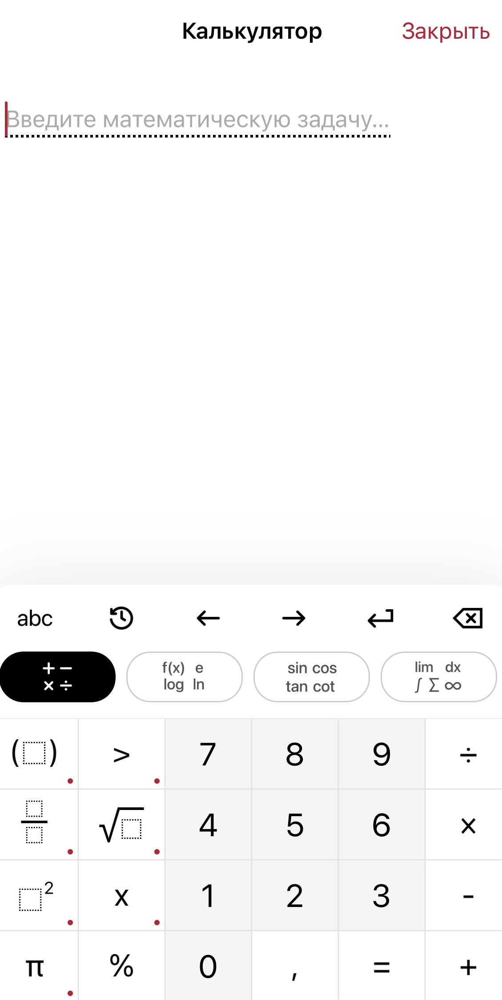 Калькулятор Закрыть
Введите математическую задачу...
abc
+ − f(x) e sin cos lim dx
× ÷ log ln tan cot ∫ Σ ∞
( ) > 7 8 9 ÷
√ 4 5 6 ×
2 x 1 2 3 -
π % 0 , = +